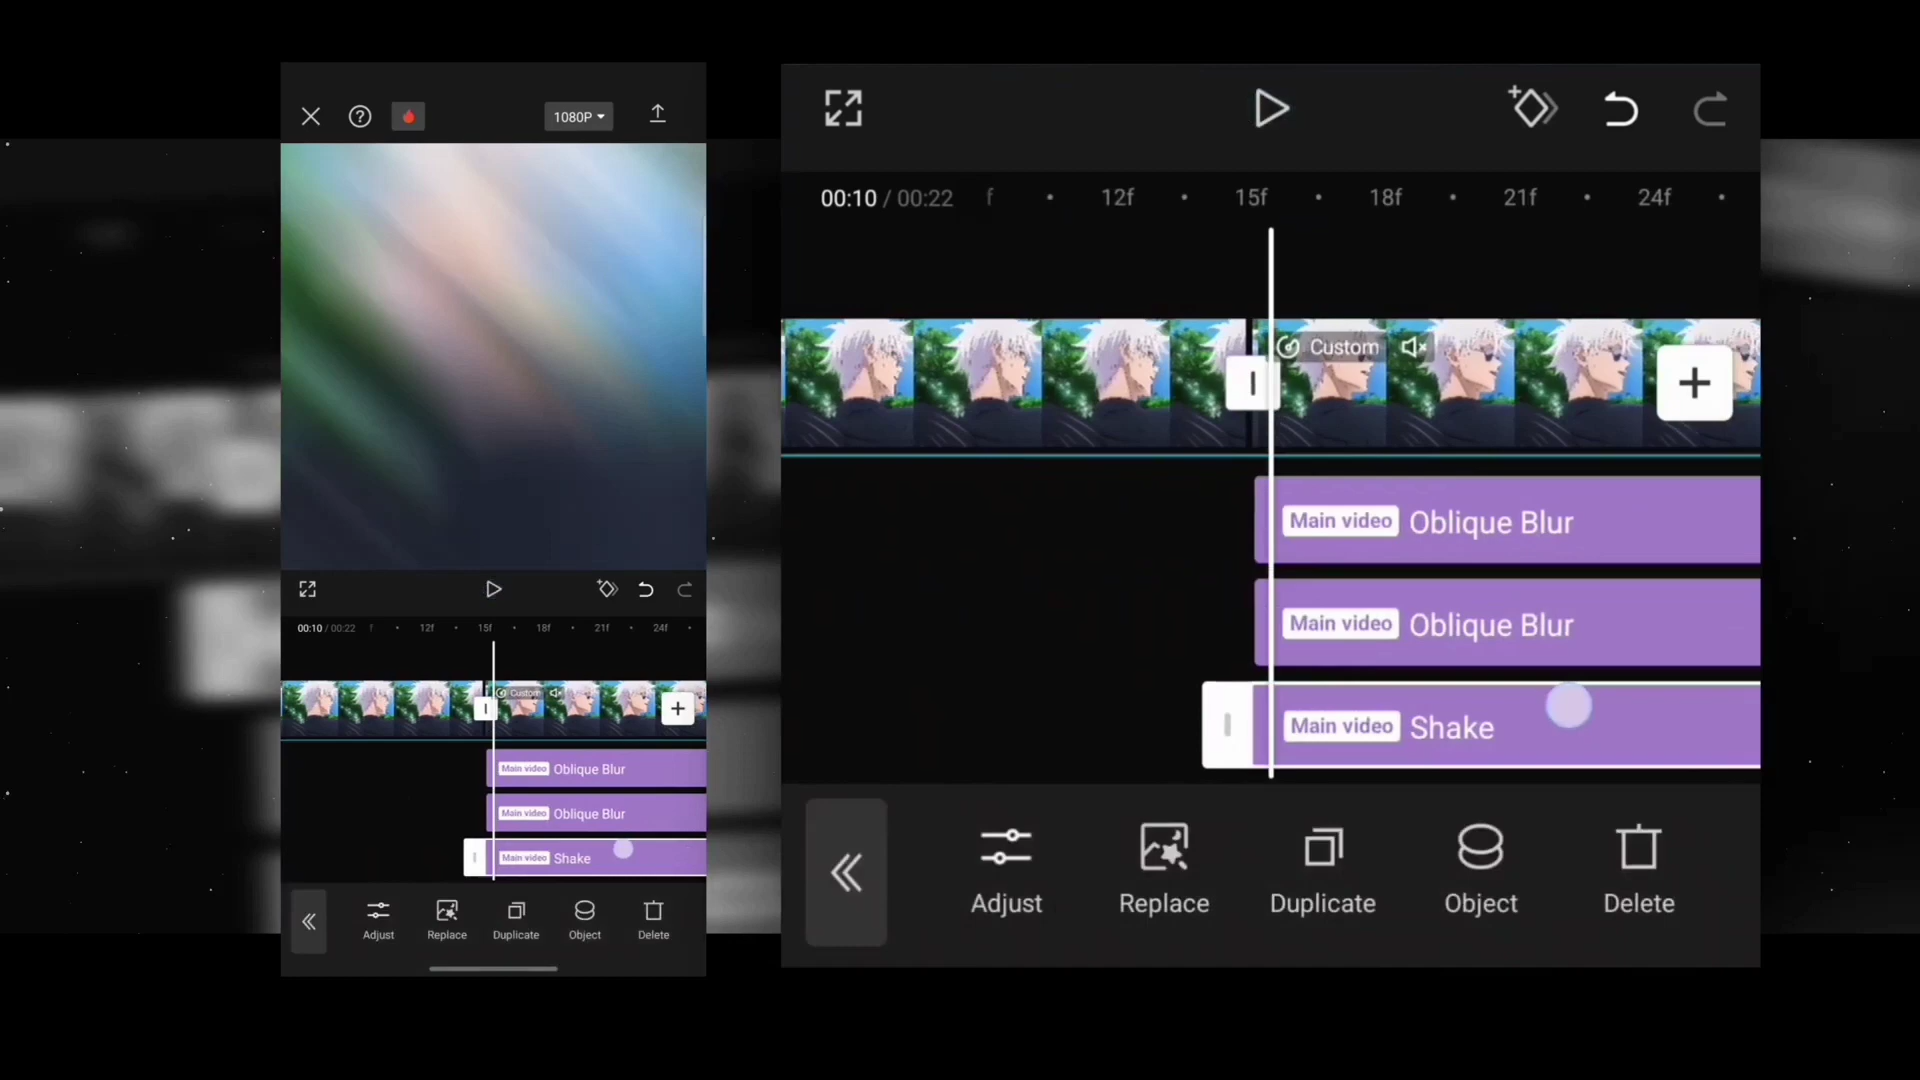 1080P
00:10 / 00:22 f 12f 15f 18f 21f 24f
Custom
Main video Oblique Blur
Main video Oblique Blur
Main video Shake
Adjust Replace Duplicate Object Delete
00:10 / 00:22 f 12f 15f 18f 21f 24f
Custom
Main video Oblique Blur
Main video Oblique Blur
Main video Shake
Adjust Replace Duplicate Object Delete